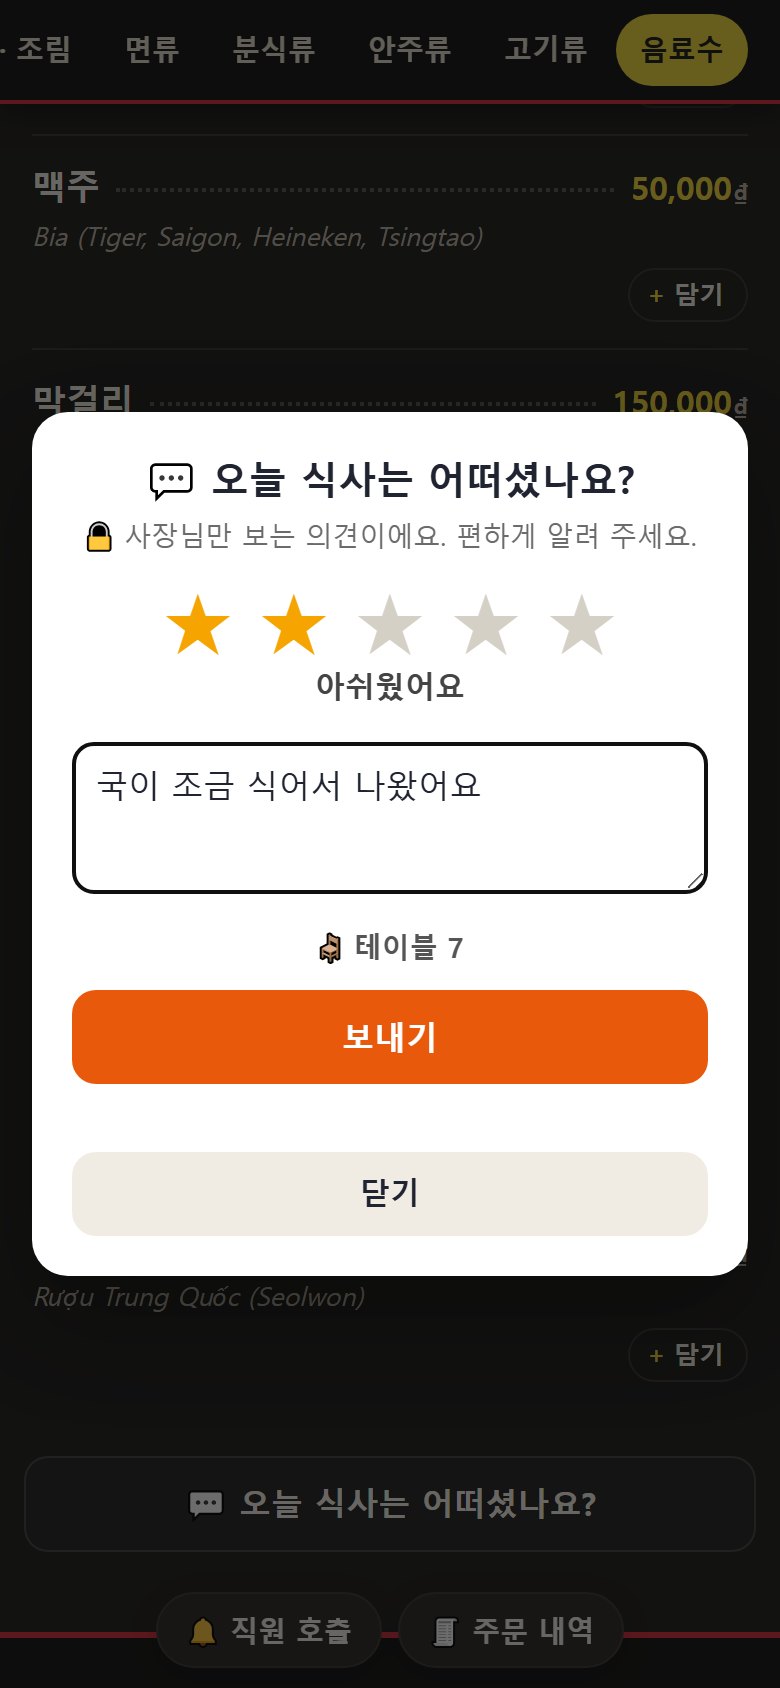 · 조림 면류 분식류 안주류 고기류 음료수
맥주 50,000₫
Bia (Tiger, Saigon, Heineken, Tsingtao)
+ 담기
막걸리 150,000₫
오늘 식사는 어떠셨나요?
사장님만 보는 의견이에요. 편하게 알려 주세요.
아쉬웠어요
국이 조금 식어서 나왔어요
테이블 7
보내기
닫기
Rượu Trung Quốc (Seolwon)
+ 담기
오늘 식사는 어떠셨나요?
직원 호출 주문 내역